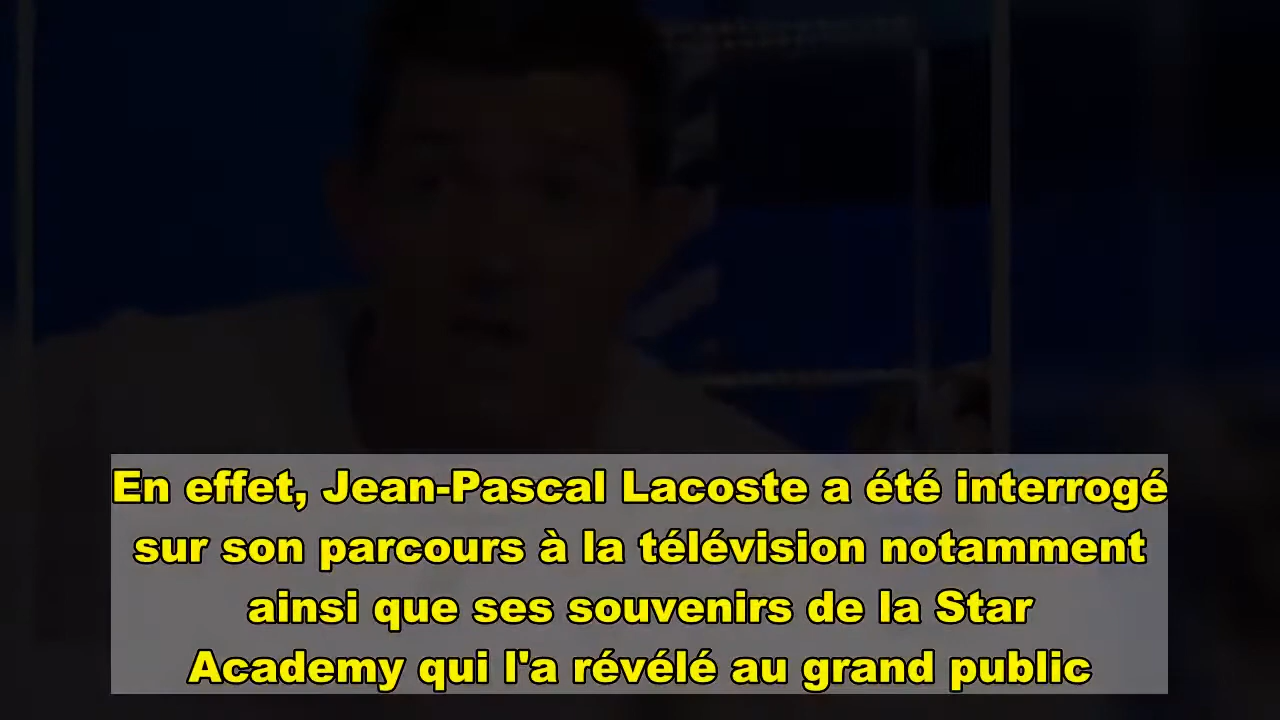 En effet, Jean-Pascal Lacoste a été interrogé
sur son parcours à la télévision notamment
ainsi que ses souvenirs de la Star
Academy qui l'a révélé au grand public